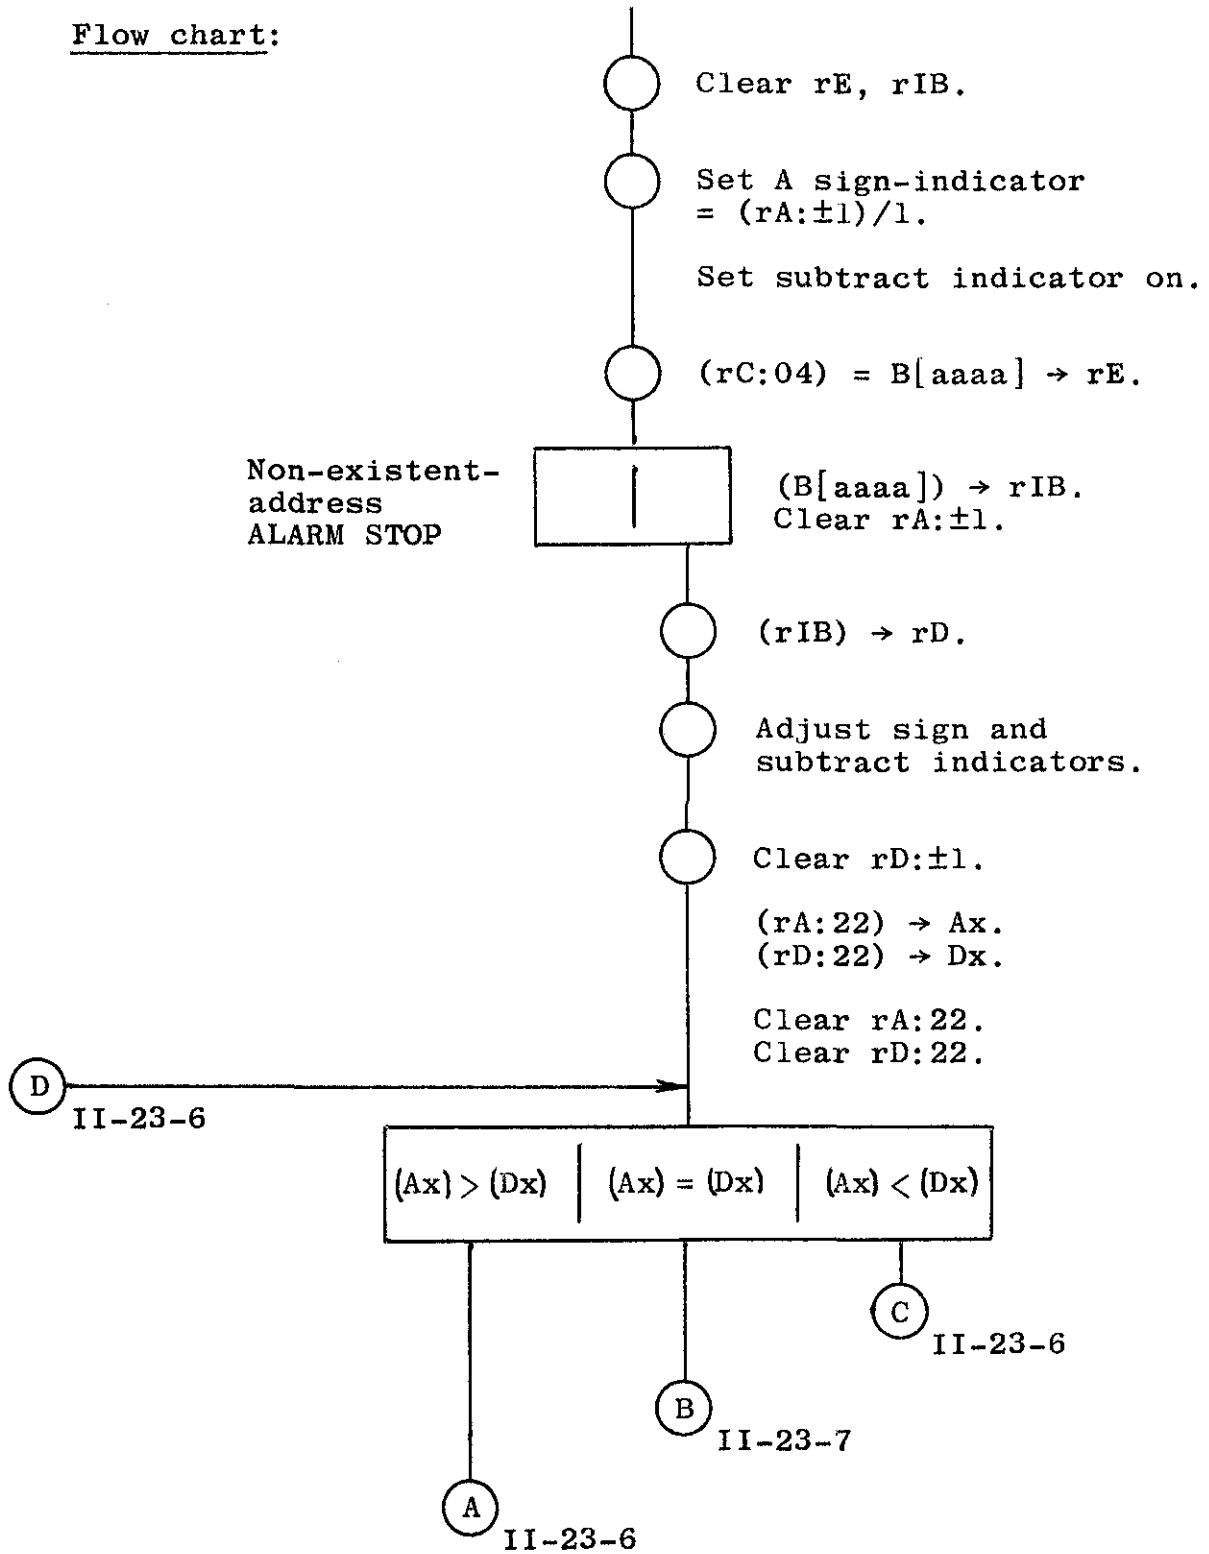 Flow chart:
Clear rE, rIB.
Set A sign-indicator
= (rA:±1)/1.
Set subtract indicator on.
(rC:04) = B[aaaa] → rE.
Non-existent-
address
ALARM STOP
(B[aaaa]) → rIB.
Clear rA:±1.
(rIB) → rD.
Adjust sign and
subtract indicators.
Clear rD:±1.
(rA:22) → Ax.
(rD:22) → Dx.
Clear rA:22.
Clear rD:22.
D
II-23-6
(Ax) > (Dx) | (Ax) = (Dx) | (Ax) < (Dx)
C
II-23-6
B
II-23-7
A
II-23-6